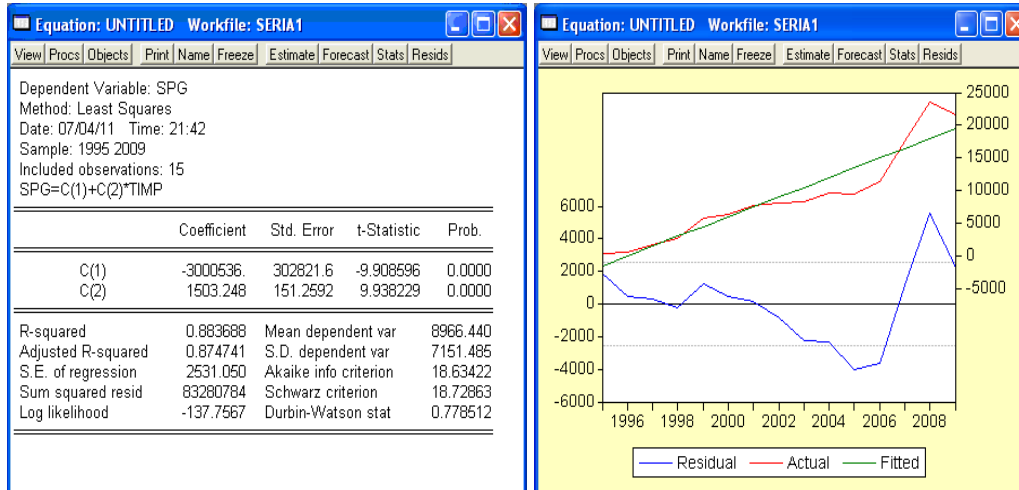 Equation: UNTITLED Workfile: SERIA1
View Procs Objects Print Name Freeze Estimate Forecast Stats Resids
Dependent Variable: SPG
Method: Least Squares
Date: 07/04/11 Time: 21:42
Sample: 1995 2009
Included observations: 15
SPG=C(1)+C(2)*TIMP
Coefficient Std. Error t-Statistic Prob.
C(1) -3000536. 302821.6 -9.908596 0.0000
C(2) 1503.248 151.2592 9.938229 0.0000
R-squared 0.883688 Mean dependent var 8966.440
Adjusted R-squared 0.874741 S.D. dependent var 7151.485
S.E. of regression 2531.050 Akaike info criterion 18.63422
Sum squared resid 83280784 Schwarz criterion 18.72863
Log likelihood -137.7567 Durbin-Watson stat 0.778512
Equation: UNTITLED Workfile: SERIA1
View Procs Objects Print Name Freeze Estimate Forecast Stats Resids
25000
20000
15000
10000
5000
0
-5000
6000
4000
2000
0
-2000
-4000
-6000
1996 1998 2000 2002 2004 2006 2008
Residual Actual Fitted